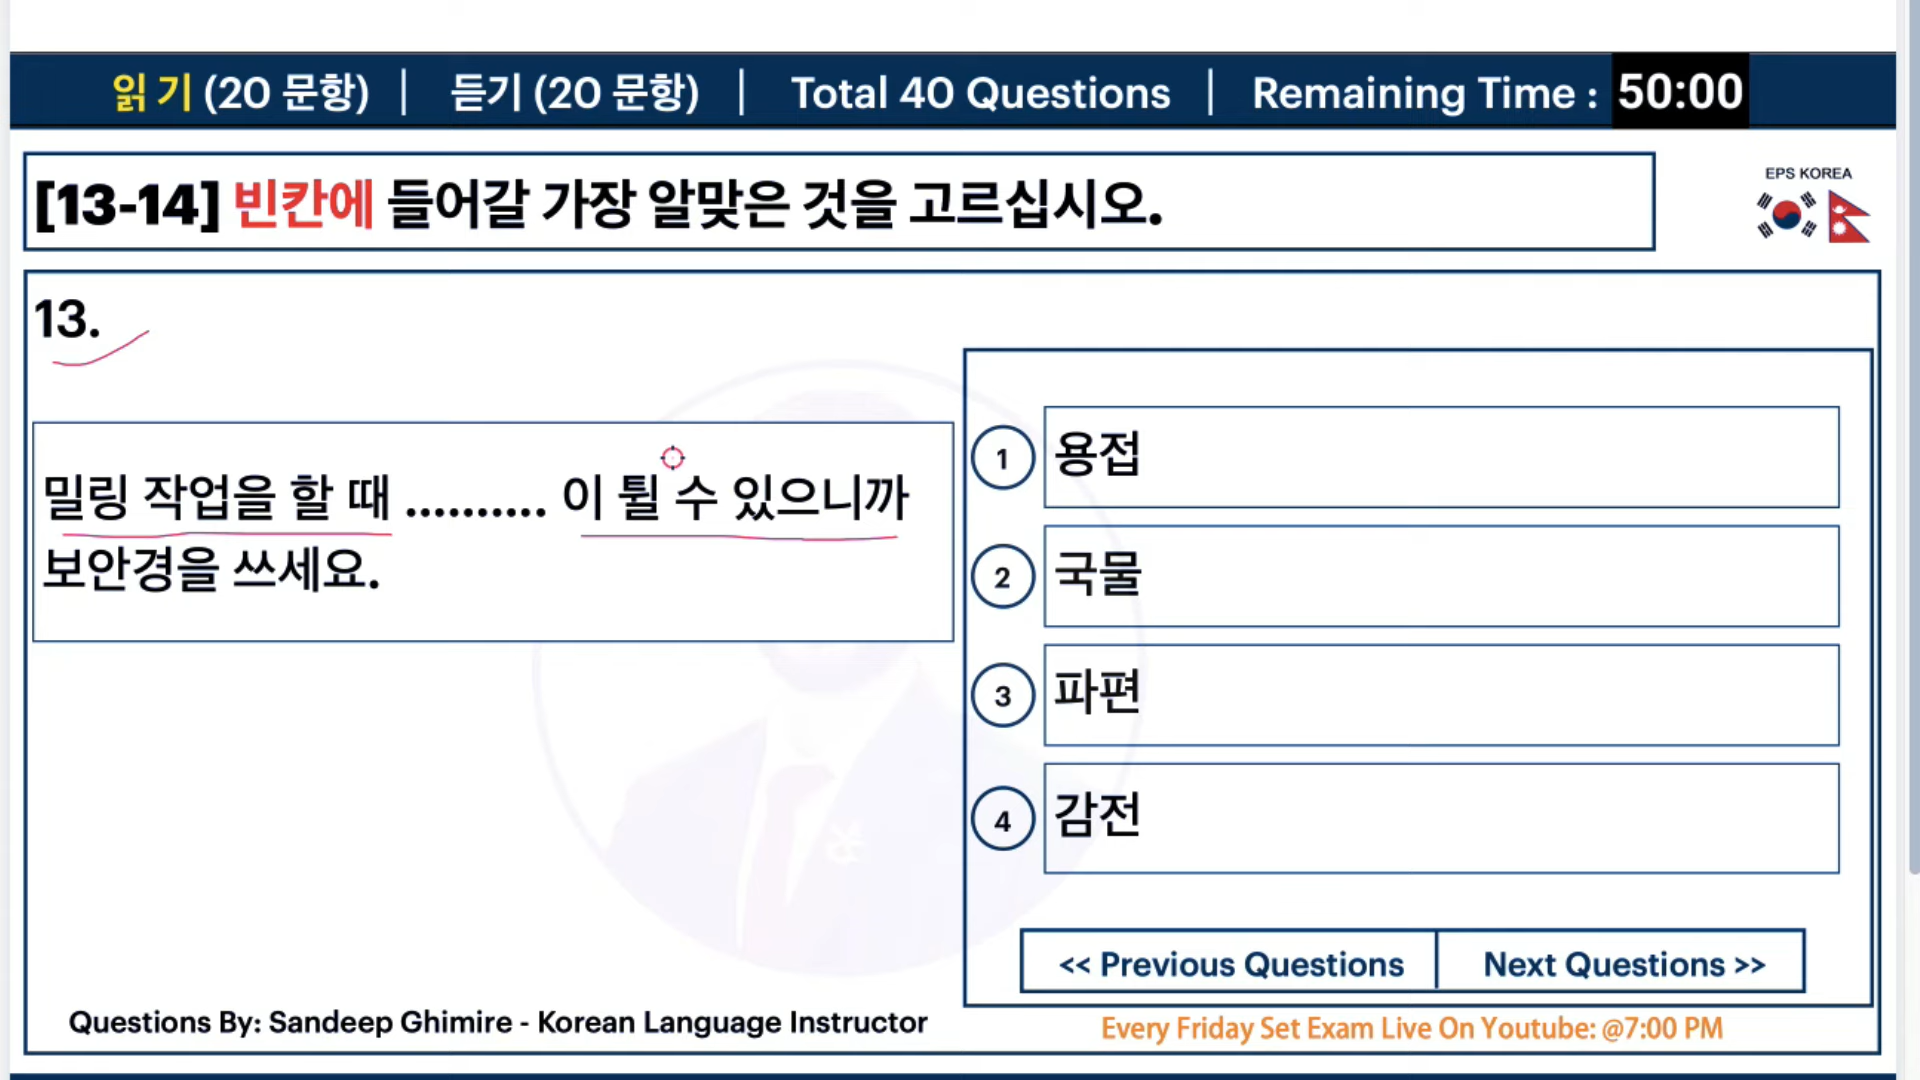 읽 기 (20 문항) | 듣기 (20 문항) | Total 40 Questions | Remaining Time : 50:00
[13-14] 빈칸에 들어갈 가장 알맞은 것을 고르십시오.
EPS KOREA
13.
밀링 작업을 할 때 .......... 이 튈 수 있으니까
보안경을 쓰세요.
1 용접
2 국물
3 파편
4 감전
<< Previous Questions | Next Questions >>
Questions By: Sandeep Ghimire - Korean Language Instructor
Every Friday Set Exam Live On Youtube: @7:00 PM